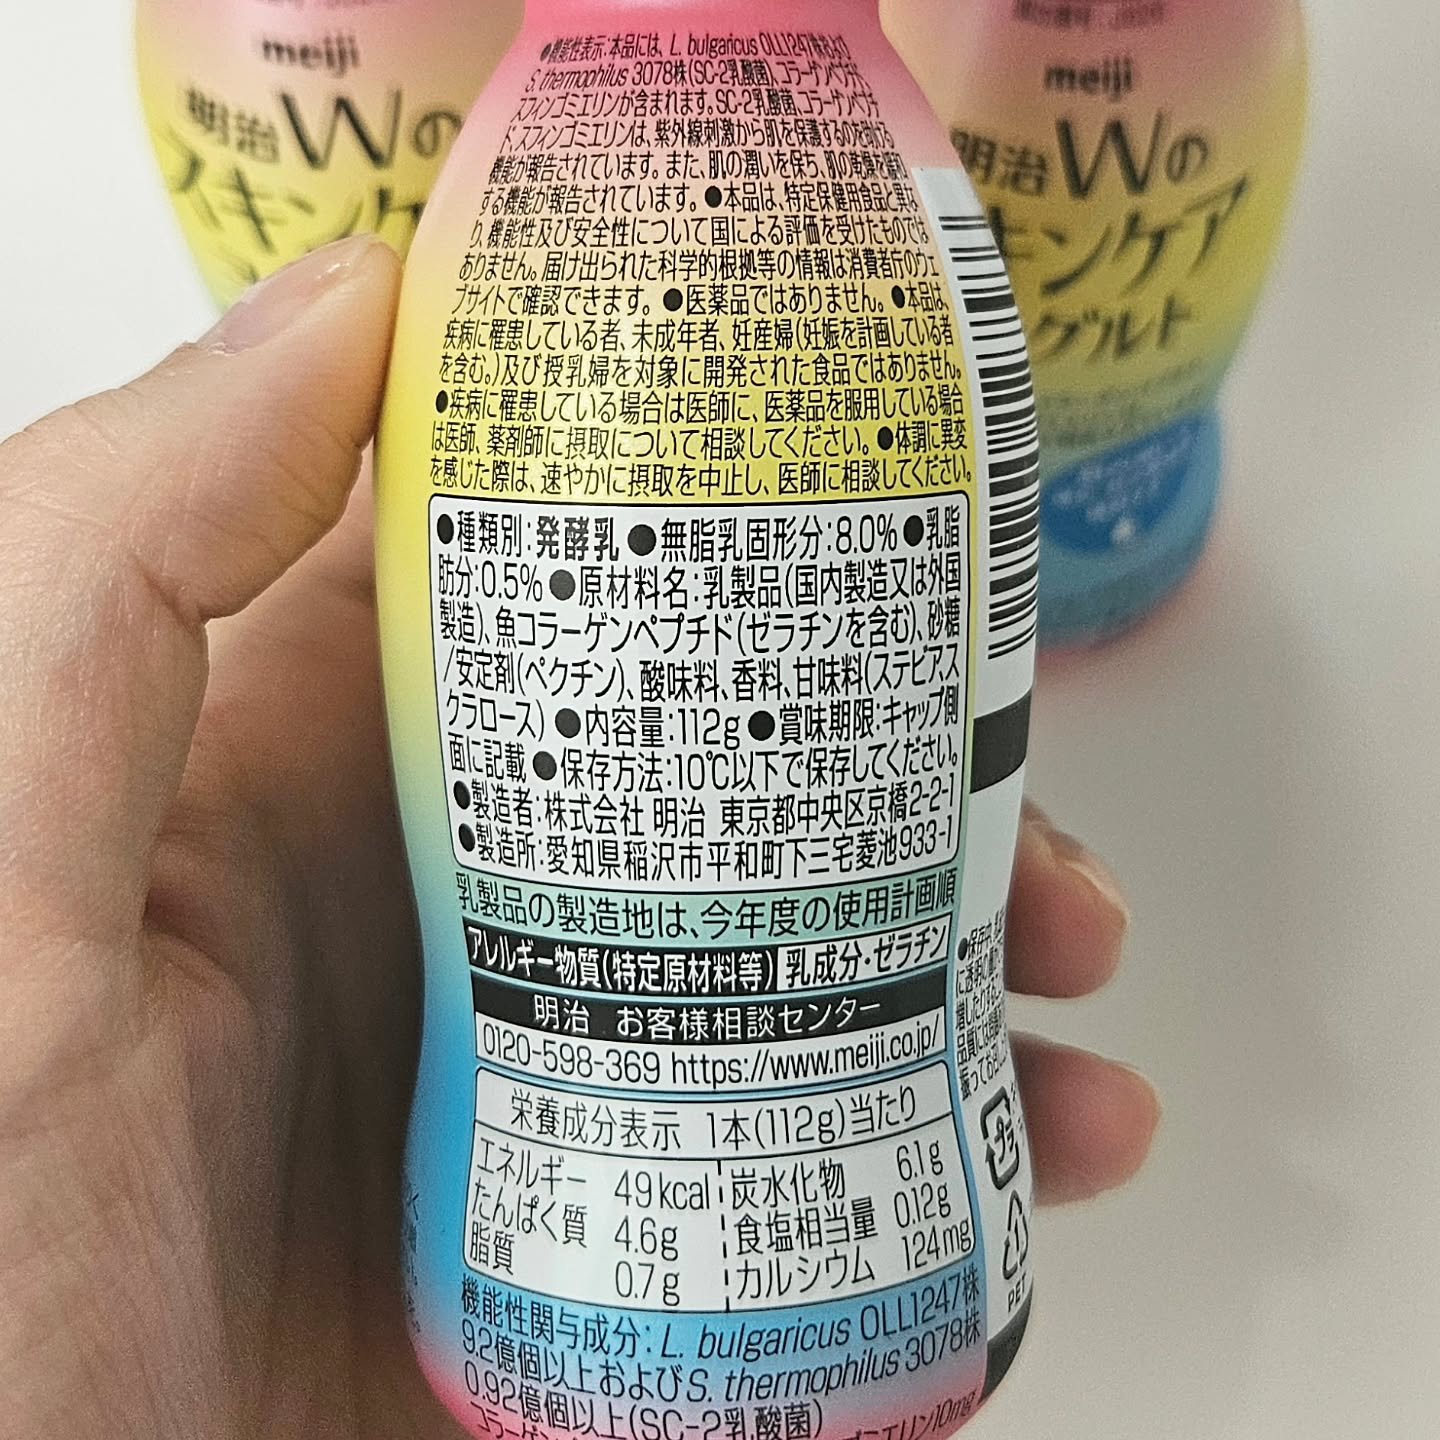 meiji
明治Wの
スキンケ
meiji
明治Wの
キンケア
グルト
●機能性表示:本品には、L. bulgaricus OLL1247株および
S. thermophilus 3078株(SC-2乳酸菌)、コラーゲンペプチド、
スフィンゴミエリンが含まれます。SC-2乳酸菌、コラーゲンペプチ
ド、スフィンゴミエリンは、紫外線刺激から肌を保護するのを助ける
機能が報告されています。また、肌の潤いを保ち、肌の乾燥を緩和
する機能が報告されています。●本品は、特定保健用食品と異な
り、機能性及び安全性について国による評価を受けたものでは
ありません。届け出られた科学的根拠等の情報は消費者庁のウェ
ブサイトで確認できます。●医薬品ではありません。●本品は、
疾病に罹患している者、未成年者、妊産婦(妊娠を計画している者
を含む。)及び授乳婦を対象に開発された食品ではありません。
●疾病に罹患している場合は医師に、医薬品を服用している場合
は医師、薬剤師に摂取について相談してください。●体調に異変
を感じた際は、速やかに摂取を中止し、医師に相談してください。
●種類別:発酵乳 ●無脂乳固形分:8.0% ●乳脂
肪分:0.5% ●原材料名:乳製品(国内製造又は外国
製造)、魚コラーゲンペプチド(ゼラチンを含む)、砂糖
/安定剤(ペクチン)、酸味料、香料、甘味料(ステビア、ス
クラロース) ●内容量:112g ●賞味期限:キャップ側
面に記載 ●保存方法:10℃以下で保存してください。
●製造者:株式会社 明治 東京都中央区京橋2-2-1
●製造所:愛知県稲沢市平和町下三宅菱池933-1
乳製品の製造地は、今年度の使用計画順
アレルギー物質(特定原材料等) 乳成分・ゼラチン
明治 お客様相談センター
0120-598-369 https://www.meiji.co.jp/
栄養成分表示 1本(112g)当たり
エネルギー 49kcal 炭水化物 6.1g
たんぱく質 4.6g 食塩相当量 0.12g
脂質 0.7g カルシウム 124mg
機能性関与成分:L. bulgaricus OLL1247株
9.2億個以上およびS. thermophilus 3078株
0.92億個以上(SC-2乳酸菌)
プラ
PET